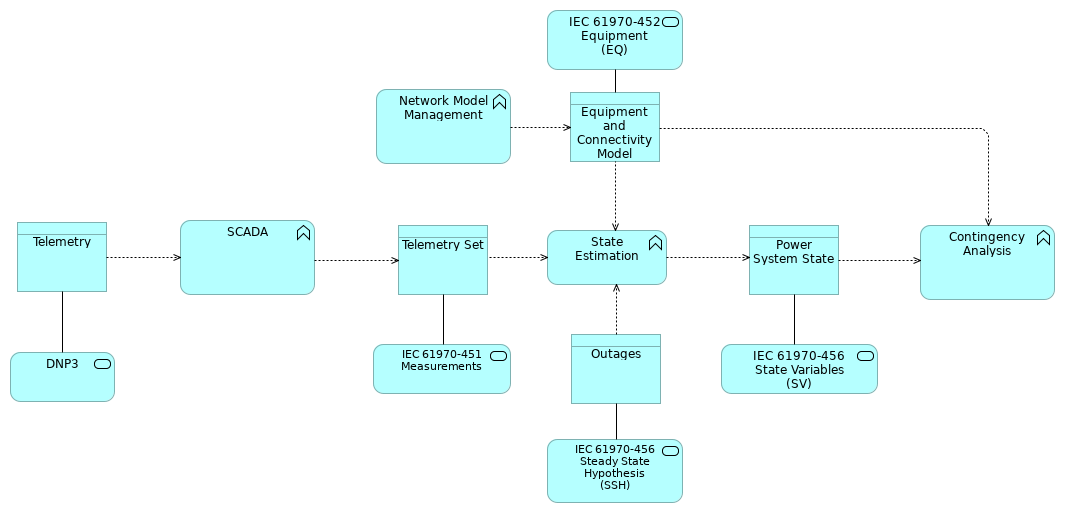 IEC 61970-452
Equipment
(EQ)
Network Model
Management
Equipment
and
Connectivity
Model
Telemetry
SCADA
Telemetry Set
State
Estimation
Power
System State
Contingency
Analysis
DNP3
IEC 61970-451
Measurements
Outages
IEC 61970-456
State Variables
(SV)
IEC 61970-456
Steady State
Hypothesis
(SSH)